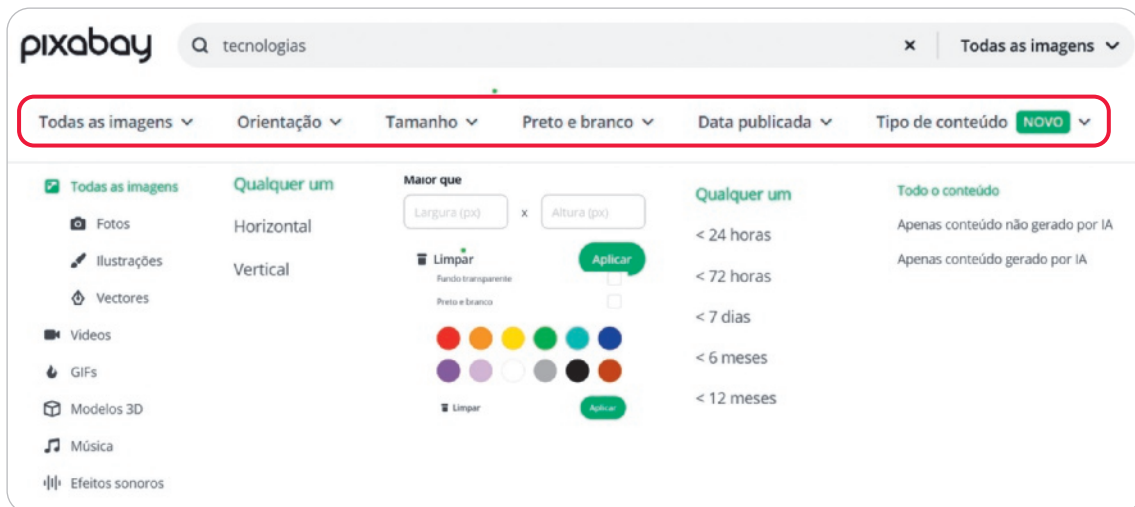 pixabay
tecnologias
× Todas as imagens
Todas as imagens
Orientação
Tamanho
Preto e branco
Data publicada
Tipo de conteúdo NOVO
Todas as imagens
Fotos
Ilustrações
Vectores
Videos
GIFs
Modelos 3D
Música
Efeitos sonoros
Qualquer um
Horizontal
Vertical
Maior que
Largura (px) x Altura (px)
Limpar Aplicar
Fundo transparente
Preto e branco
Limpar Aplicar
Qualquer um
< 24 horas
< 72 horas
< 7 dias
< 6 meses
< 12 meses
Todo o conteúdo
Apenas conteúdo não gerado por IA
Apenas conteúdo gerado por IA